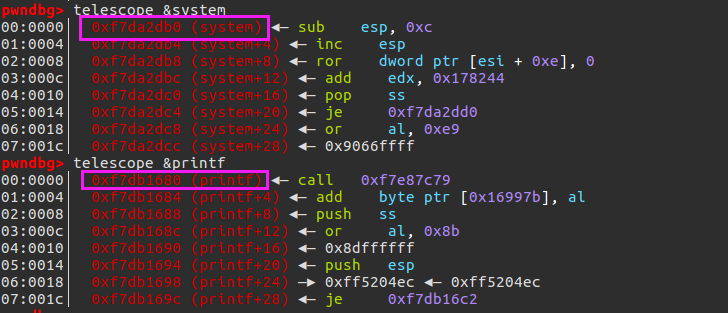 pwndbg> telescope &system
00:0000│  0xf7da2db0 (system) ◂— sub    esp, 0xc
01:0004│  0xf7da2db4 (system+4) ◂— inc    esp
02:0008│  0xf7da2db8 (system+8) ◂— ror    dword ptr [esi + 0xe], 0
03:000c│  0xf7da2dbc (system+12) ◂— add    edx, 0x178244
04:0010│  0xf7da2dc0 (system+16) ◂— pop    ss
05:0014│  0xf7da2dc4 (system+20) ◂— je     0xf7da2dd0
06:0018│  0xf7da2dc8 (system+24) ◂— or     al, 0xe9
07:001c│  0xf7da2dcc (system+28) ◂— 0x9066ffff
pwndbg> telescope &printf
00:0000│  0xf7db1680 (printf) ◂— call   0xf7e87c79
01:0004│  0xf7db1684 (printf+4) ◂— add    byte ptr [0x16997b], al
02:0008│  0xf7db1688 (printf+8) ◂— push   ss
03:000c│  0xf7db168c (printf+12) ◂— or     al, 0x8b
04:0010│  0xf7db1690 (printf+16) ◂— 0x8dffffff
05:0014│  0xf7db1694 (printf+20) ◂— push   esp
06:0018│  0xf7db1698 (printf+24) —▸ 0xff5204ec ◂— 0xff5204ec
07:001c│  0xf7db169c (printf+28) ◂— je     0xf7db16c2